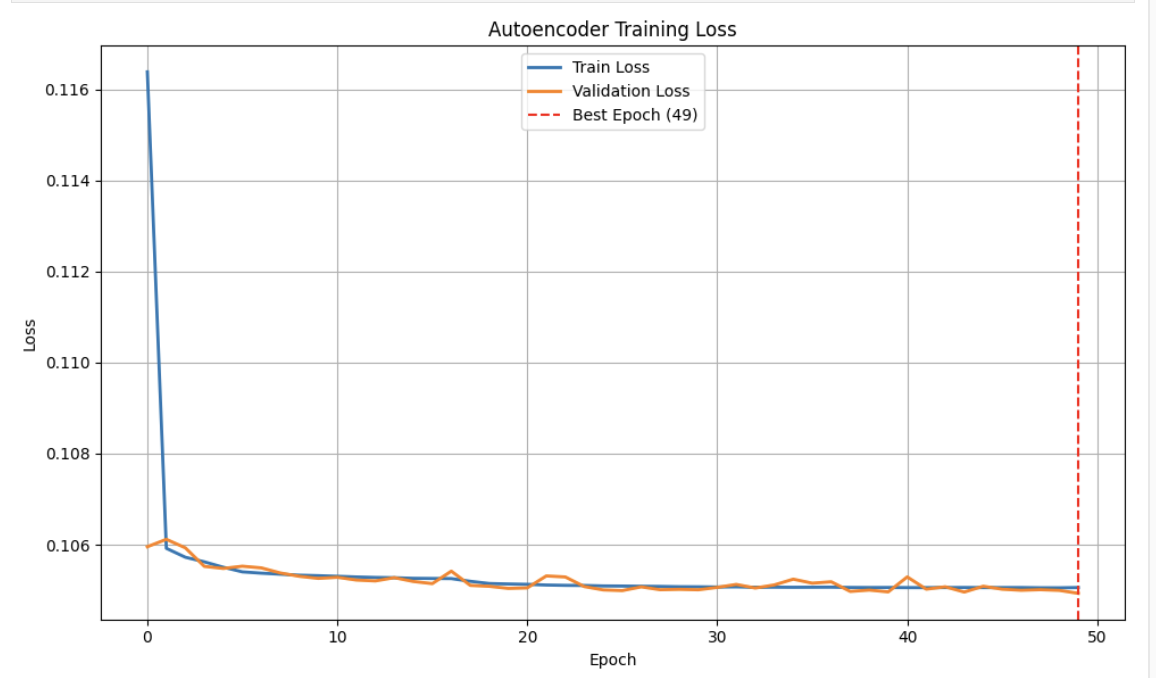 Autoencoder Training Loss
Train Loss
Validation Loss
Best Epoch (49)
0.116
0.114
0.112
0.110
0.108
0.106
Loss
0
10
20
30
40
50
Epoch